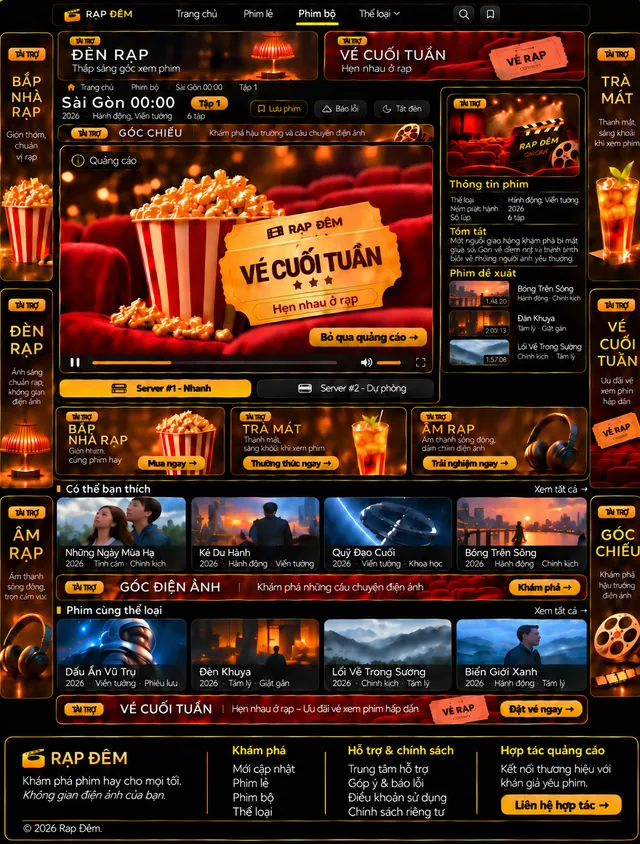 RẠP ĐÊM
Trang chủ
Phim lẻ
Phim bộ
Thể loại
TÀI TRỢ
BẮP NHÀ RẠP
Giòn thơm,
chuẩn
vị rạp
TÀI TRỢ
ĐÈN RẠP
Thắp sáng góc xem phim
TÀI TRỢ
VÉ CUỐI TUẦN
Hẹn nhau ở rạp
VÉ RẠP
TÀI TRỢ
TRÀ MÁT
Thanh mát,
sảng khoái
khi xem phim
Trang chủ
Phim bộ
Sài Gòn 00:00
Tập 1
Sài Gòn 00:00
Tập 1
2026
Hành động, Viễn tưởng
6 tập
Lưu phim
Báo lỗi
Tắt đèn
TÀI TRỢ
GÓC CHIẾU
Khám phá hậu trường và câu chuyện điện ảnh
Quảng cáo
RẠP ĐÊM
VÉ CUỐI TUẦN
Hẹn nhau ở rạp
Bỏ qua quảng cáo →
Server #1 - Nhanh
Server #2 - Dự phòng
RẠP ĐÊM
Thông tin phim
Thể loại
Hành động, Viễn tưởng
2026
6 tập
Tóm tắt
Phim đề xuất
Bóng Trên Sông
Hành động · Chính kịch
1:44:20
Đàn Khuya
Tâm lý · Giật gân
2:00:13
Lối Về Trong Sương
Chính kịch · Tâm lý
1:57:06
TÀI TRỢ
ĐÈN
RẠP
Ánh sáng
chuẩn rạp,
không gian
điện ảnh
TÀI TRỢ
VÉ
CUỐI
TUẦN
Ưu đãi vé
xem phim
hấp dẫn
VÉ RẠP
TÀI TRỢ
BẮP
NHÀ RẠP
Giòn thơm,
cùng phim hay
Mua ngay →
TÀI TRỢ
TRÀ MÁT
Thanh mát,
sảng khoái khi xem phim
Thưởng thức ngay →
TÀI TRỢ
ÂM RẠP
Âm thanh sống động,
đậm chìm điện ảnh
Trải nghiệm ngay →
Có thể bạn thích
Xem tất cả →
Những Ngày Mùa Hạ
2026 · Tình cảm · Chính kịch
Kẻ Du Hành
2026 · Hành động · Viễn tưởng
Quỹ Đạo Cuối
2026 · Viễn tưởng · Khoa học
Bóng Trên Sông
2026 · Hành động · Chính kịch
TÀI TRỢ
ÂM
RẠP
Âm thanh
sống động,
TÀI TRỢ
GÓC
CHIẾU
Khám phá
hậu trường
điện ảnh
TÀI TRỢ
GÓC ĐIỆN ẢNH
Khám phá những câu chuyện điện ảnh
Khám phá →
Phim cùng thể loại
Xem tất cả →
Dấu Ấn Vũ Trụ
2026 · Viễn tưởng · Phiêu lưu
Đèn Khuya
2026 · Tâm lý · Giật gân
Lối Về Trong Sương
2026 · Chính kịch · Tâm lý
Biển Giới Xanh
2026 · Hành động · Tâm lý
TÀI TRỢ
VÉ CUỐI TUẦN
Hẹn nhau ở rạp – Ưu đãi vé xem phim hấp dẫn
VÉ RẠP
Đặt vé ngay →
RẠP ĐÊM
Khám phá phim hay cho mọi tối.
Không gian điện ảnh của bạn.
Khám phá
Mới cập nhật
Phim lẻ
Phim bộ
Thể loại
Hỗ trợ & chính sách
Trung tâm hỗ trợ
Góp ý & báo lỗi
Điều khoản sử dụng
Chính sách riêng tư
Hợp tác quảng cáo
Kết nối thương hiệu với
khán giả yêu phim.
Liên hệ hợp tác →
© 2026 Rạp Đêm.